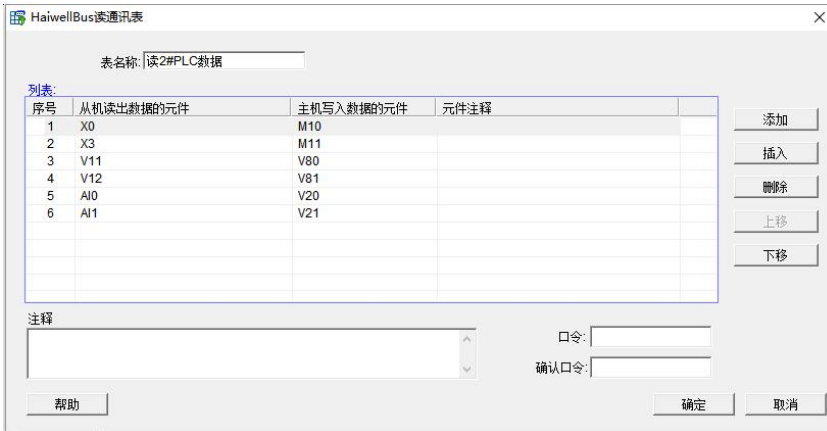 HaiwellBus读通讯表
表名称: 读2#PLC数据
列表:
序号 从机读出数据的元件 主机写入数据的元件 元件注释
1 X0 M10
2 X3 M11
3 V11 V80
4 V12 V81
5 AI0 V20
6 AI1 V21
添加
插入
删除
上移
下移
注释
口令:
确认口令:
帮助 确定 取消